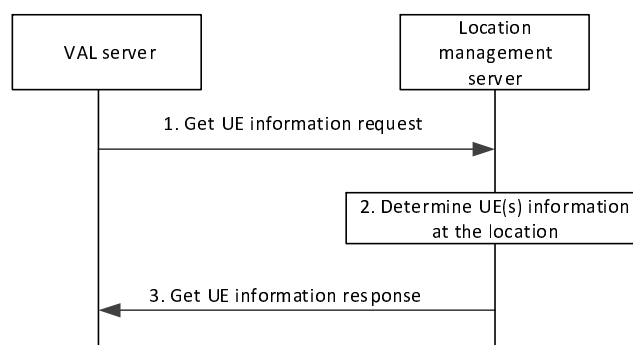 VAL server
Location
management
server
1. Get UE information request
2. Determine UE(s) information
at the location
3. Get UE information response